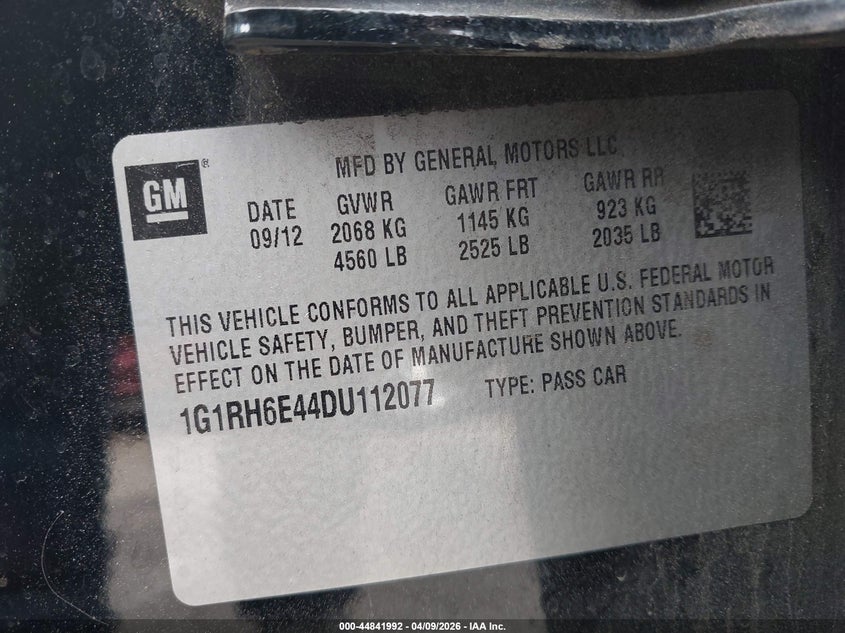 GM ®
MFD BY GENERAL MOTORS LLC
DATE GVWR GAWR FRT GAWR RR
09/12 2068 KG 1145 KG 923 KG
4560 LB 2525 LB 2035 LB
THIS VEHICLE CONFORMS TO ALL APPLICABLE U.S. FEDERAL MOTOR
VEHICLE SAFETY, BUMPER, AND THEFT PREVENTION STANDARDS IN
EFFECT ON THE DATE OF MANUFACTURE SHOWN ABOVE.
1G1RH6E44DU112077 TYPE: PASS CAR
000-44841992 - 04/09/2026 - IAA Inc.